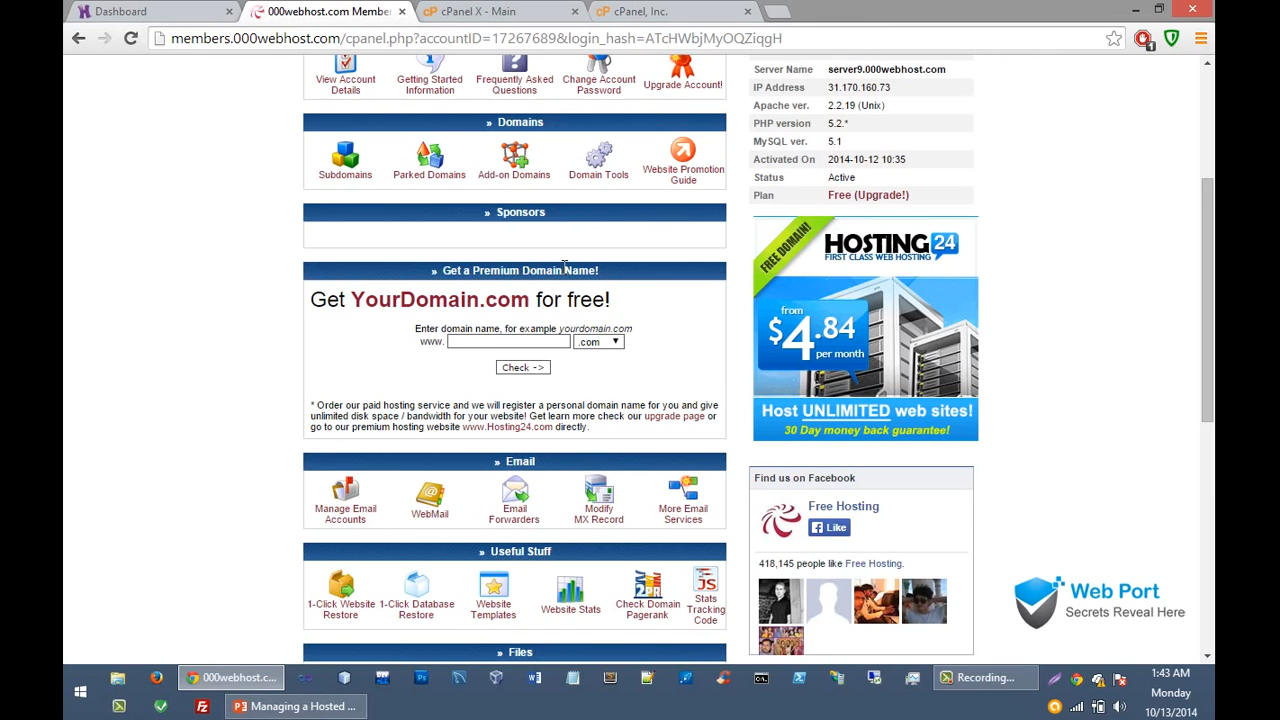 Dashboard
000webhost.com Membe
cPanel X - Main
cPanel, Inc.
members.000webhost.com/cpanel.php?accountID=17267689&login_hash=ATcHWbjMyOQZiqgH
1
View Account
Details
Getting Started
Information
Frequently Asked
Questions
Change Account
Password
Upgrade Account!
» Domains
Subdomains
Parked Domains
Add-on Domains
Domain Tools
Website Promotion
Guide
» Sponsors
» Get a Premium Domain Name!
Get YourDomain.com for free!
Enter domain name, for example yourdomain.com
www.
.com
Check ->
* Order our paid hosting service and we will register a personal domain name for you and give
unlimited disk space / bandwidth for your website! Get learn more check our upgrade page or
go to our premium hosting website www.Hosting24.com directly.
» Email
Manage Email
Accounts
WebMail
Email
Forwarders
Modify
MX Record
More Email
Services
» Useful Stuff
1-Click Website
Restore
1-Click Database
Restore
Website
Templates
Website Stats
Check Domain
Pagerank
JS
Stats
Tracking
Code
» Files
Server Name server9.000webhost.com
IP Address 31.170.160.73
Apache ver. 2.2.19 (Unix)
PHP version 5.2.*
MySQL ver. 5.1
Activated On 2014-10-12 10:35
Status Active
Plan Free (Upgrade!)
FREE DOMAIN!
HOSTING 24
FIRST CLASS WEB HOSTING
from
$4.84
per month
Host UNLIMITED web sites!
30 Day money back guarantee!
Find us on Facebook
Free Hosting
Like
418,145 people like Free Hosting.
Web Port
Secrets Reveal Here
000webhost.c...
Recording...
Managing a Hosted ...
1:43 AM
Monday
10/13/2014